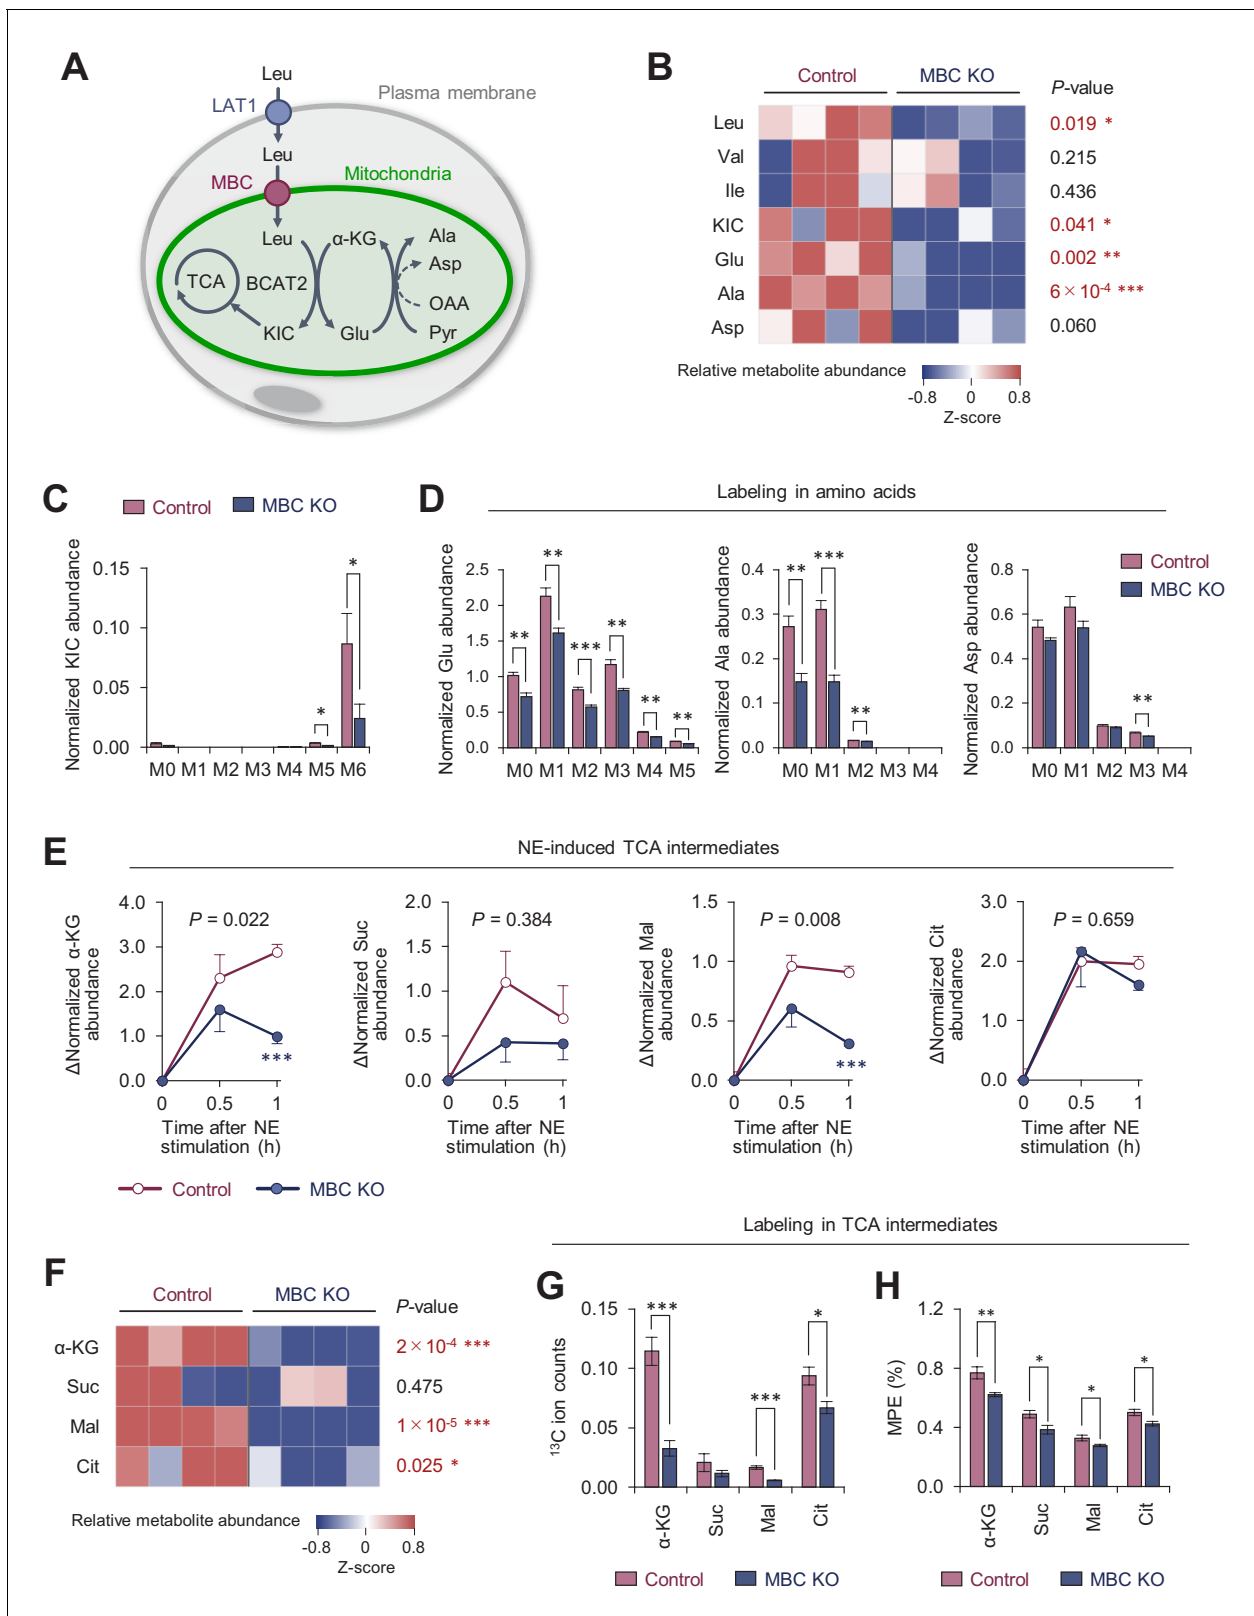 A
Leu
LAT1
Plasma membrane
Leu
MBC
Mitochondria
Leu
α-KG
Ala
Asp
TCA
BCAT2
OAA
KIC
Glu
Pyr
B
Control
MBC KO
P-value
Leu
0.019 *
Val
0.215
Ile
0.436
KIC
0.041 *
Glu
0.002 **
Ala
6×10-4 ***
Asp
0.060
Relative metabolite abundance
-0.8 0 0.8
Z-score
C
Control
MBC KO
Normalized KIC abundance
0.15
0.10
0.05
0.00
*
*
M0 M1 M2 M3 M4 M5 M6
D
Labeling in amino acids
Normalized Glu abundance
2.5
2.0
1.5
1.0
0.5
0.0
**
**
***
**
**
**
M0 M1 M2 M3 M4 M5
Normalized Ala abundance
0.4
0.3
0.2
0.1
0.0
**
***
**
M0 M1 M2 M3 M4
Normalized Asp abundance
0.8
0.6
0.4
0.2
0.0
**
M0 M1 M2 M3 M4
Control
MBC KO
E
NE-induced TCA intermediates
ΔNormalized α-KG
abundance
4.0
3.0
2.0
1.0
0.0
P = 0.022
***
0 0.5 1
Time after NE
stimulation (h)
ΔNormalized Suc
abundance
2.0
1.5
1.0
0.5
0.0
P = 0.384
0 0.5 1
Time after NE
stimulation (h)
ΔNormalized Mal
abundance
1.5
1.0
0.5
0.0
P = 0.008
***
0 0.5 1
Time after NE
stimulation (h)
ΔNormalized Cit
abundance
3.0
2.0
1.0
0.0
P = 0.659
0 0.5 1
Time after NE
stimulation (h)
Control
MBC KO
Labeling in TCA intermediates
F
Control
MBC KO
P-value
α-KG
2×10-4 ***
Suc
0.475
Mal
1×10-5 ***
Cit
0.025 *
Relative metabolite abundance
-0.8 0 0.8
Z-score
G
13C ion counts
0.15
0.10
0.05
0.00
***
***
*
α-KG
Suc
Mal
Cit
Control
MBC KO
H
MPE (%)
1.2
0.8
0.4
0.0
**
*
*
*
α-KG
Suc
Mal
Cit
Control
MBC KO